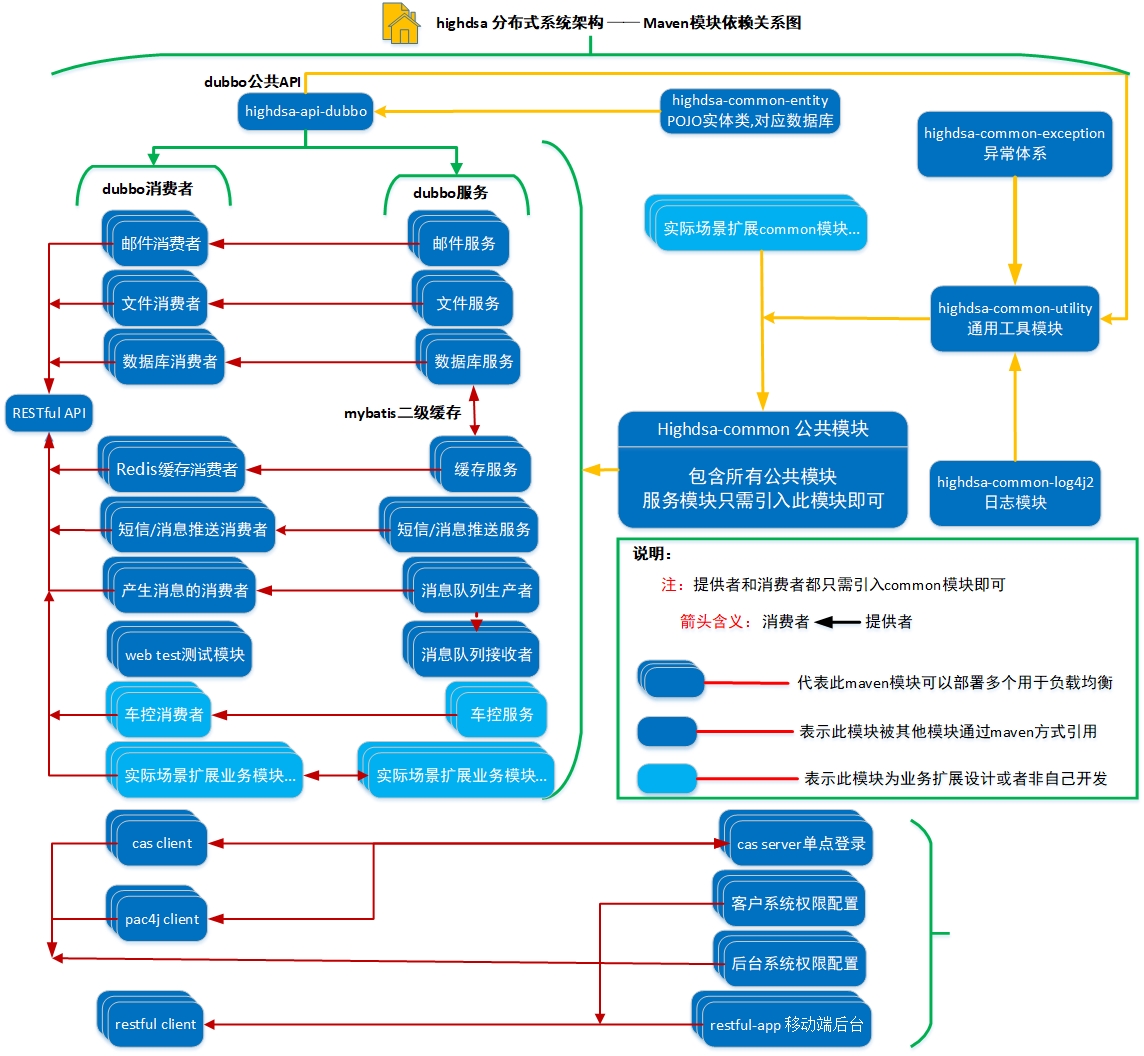 highdsa 分布式系统架构 —— Maven模块依赖关系图
dubbo公共API
highdsa-api-dubbo
highdsa-common-entity
POJO实体类,对应数据库
highdsa-common-exception
异常体系
dubbo消费者
dubbo服务
实际场景扩展common模块...
邮件消费者
邮件服务
文件消费者
文件服务
highdsa-common-utility
通用工具模块
数据库消费者
数据库服务
RESTful API
mybatis二级缓存
Highdsa-common 公共模块
包含所有公共模块
服务模块只需引入此模块即可
Redis缓存消费者
缓存服务
highdsa-common-log4j2
日志模块
短信/消息推送消费者
短信/消息推送服务
产生消息的消费者
消息队列生产者
web test测试模块
消息队列接收者
车控消费者
车控服务
实际场景扩展业务模块...
实际场景扩展业务模块...
说明：
注：提供者和消费者都只需引入common模块即可
箭头含义：消费者 提供者
代表此maven模块可以部署多个用于负载均衡
表示此模块被其他模块通过maven方式引用
表示此模块为业务扩展设计或者非自己开发
cas client
cas server单点登录
pac4j client
客户系统权限配置
后台系统权限配置
restful client
restful-app 移动端后台